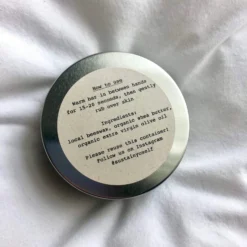 How to use
Warm bar in between hands
for 15-20 seconds, then gently
rub over skin
Ingredients:
local beeswax, organic shea butter,
organic extra virgin olive oil
Please reuse this container!
Follow us on Instagram